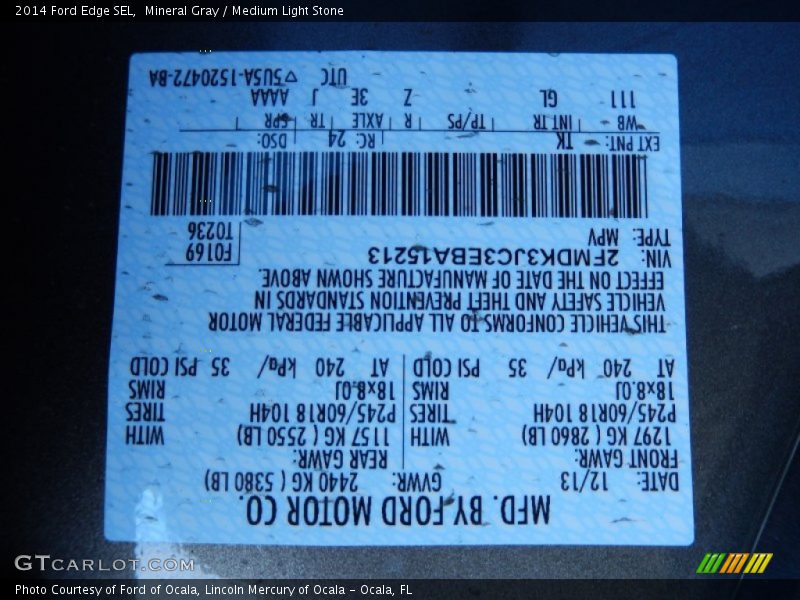 2014 Ford Edge SEL,  Mineral Gray / Medium Light Stone
MFD. BY FORD MOTOR CO.
DATE: 12/13 GVWR: 2440 KG ( 5380 LB)
FRONT GAWR: REAR GAWR:
1297 KG ( 2860 LB) WITH 1157 KG ( 2550 LB) WITH
P245/60R18 104H TIRES P245/60R18 104H TIRES
18x8.0J RIMS 18x8.0J RIMS
AT 240 kPa/ 35 PSI COLD AT 240 kPa/ 35 PSI COLD
THIS VEHICLE CONFORMS TO ALL APPLICABLE FEDERAL MOTOR
VEHICLE SAFETY AND THEFT PREVENTION STANDARDS IN
EFFECT ON THE DATE OF MANUFACTURE SHOWN ABOVE.
VIN: 2FMDK3JC3EBA15213 F0169
TYPE: MPV T0236
EXT PNT: TK RC: 24 DSO:
WB INT TR TP/PS R AXLE TR SPR
111 GL Z 3E J AAAA
UTC ▽5U5A-1520472-BA
GTCARLOT.COM
Photo Courtesy of Ford of Ocala, Lincoln Mercury of Ocala – Ocala, FL